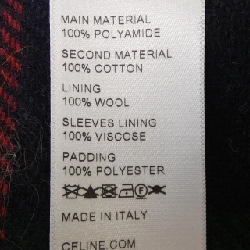 MAIN MATERIAL
100% POLYAMIDE
SECOND MATERIAL
100% COTTON
LINING
100% WOOL
SLEEVES LINING
100% VISCOSE
PADDING
100% POLYESTER
MADE IN ITALY
CELINE.COM